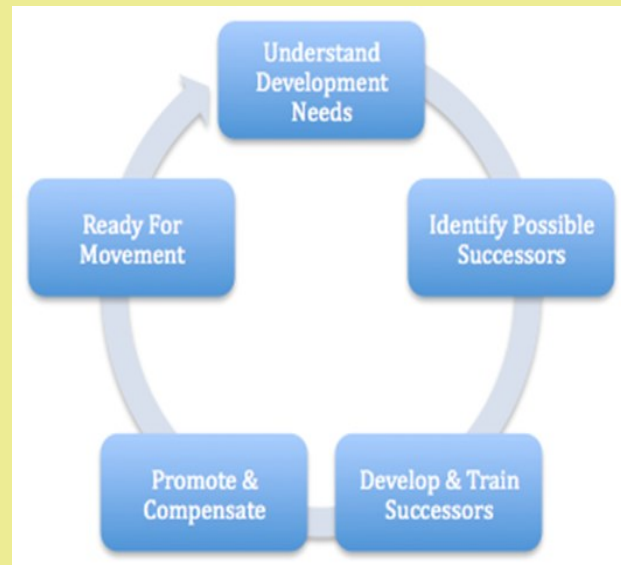 Understand
Development
Needs
Identify Possible
Successors
Develop & Train
Successors
Promote &
Compensate
Ready For
Movement